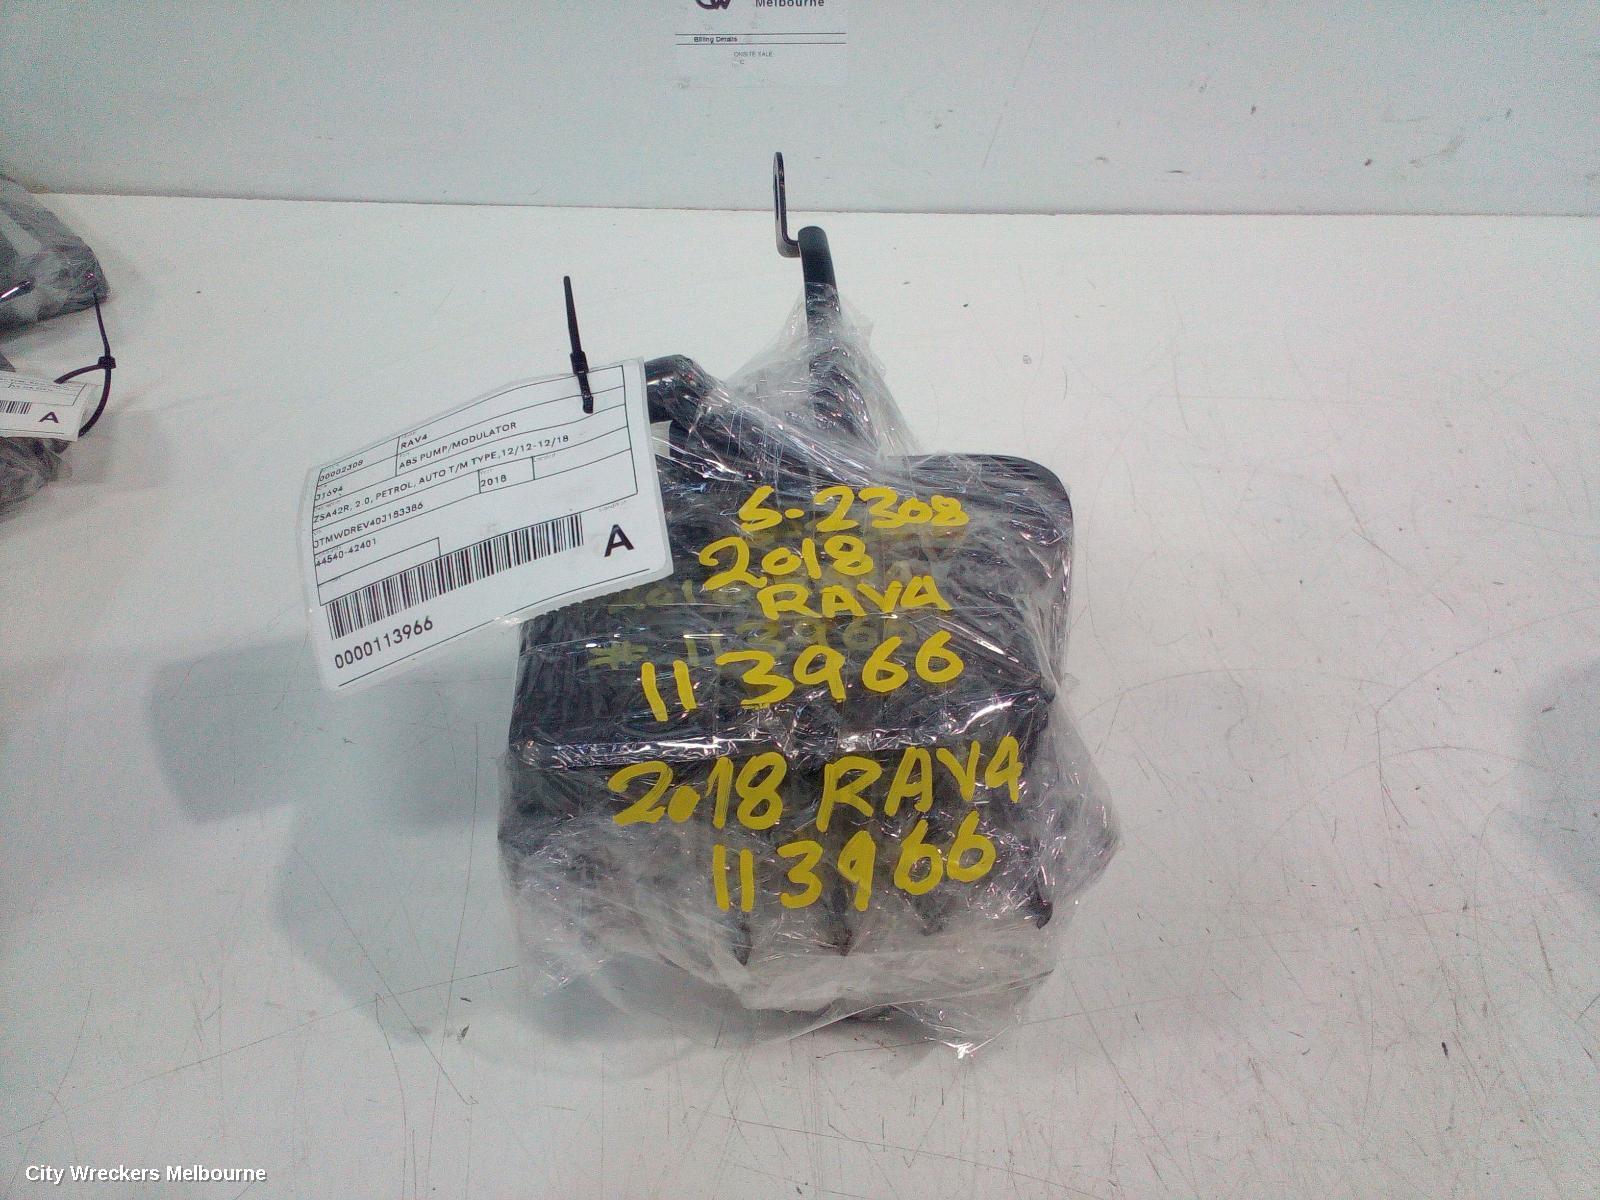 Melbourne
Billing Details
ONSITE SALE
C
A
RAV4
00002308
ABS PUMP/MODULATOR
J1694
ZSA42R, 2.0, PETROL, AUTO T/M TYPE, 12/12-12/18
JTMWDREV40J183386
2018
44540-42401
A
0000113966
S-2308
2018
RAV4
113966
2018 RAV4
113966
City Wreckers Melbourne